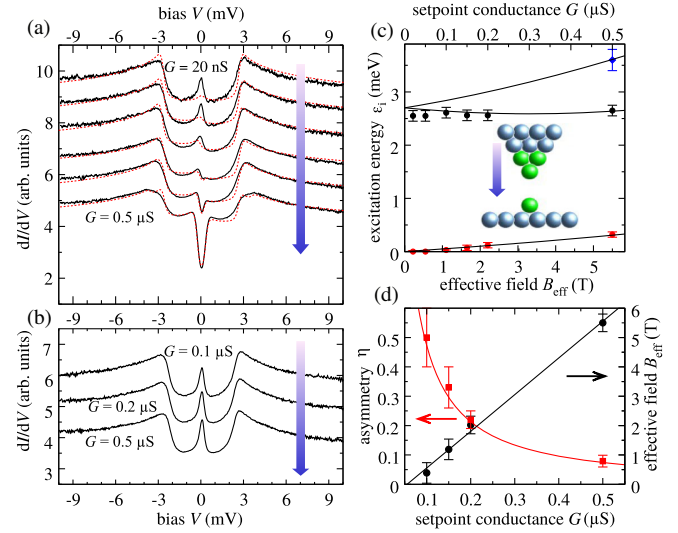 bias V (mV)
-9 -6 -3 0 3 6 9
(a)
10
8
6
4
2
dI/dV (arb. units)
G = 20 nS
G = 0.5 µS
(b)
6
5
4
3
dI/dV (arb. units)
G = 0.1 µS
G = 0.2 µS
G = 0.5 µS
-9 -6 -3 0 3 6 9
bias V (mV)
setpoint conductance G (µS)
0 0.1 0.2 0.3 0.4 0.5
(c)
3
2
1
0
excitation energy εi (meV)
0 1 2 3 4 5
effective field Beff (T)
(d)
0.5
0.4
0.3
0.2
0.1
0
asymmetry η
6
5
4
3
2
1
0
effective field Beff (T)
0.1 0.2 0.3 0.4 0.5
setpoint conductance G (µS)